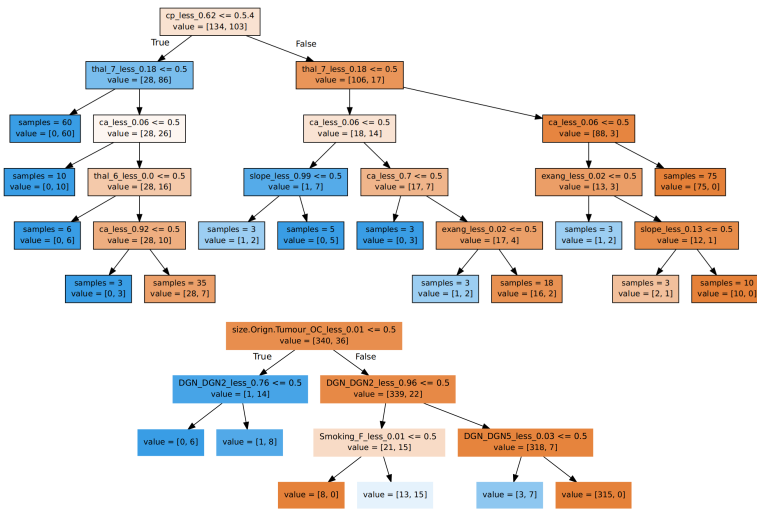 cp_less_0.62 <= 0.5.4
value = [134, 103]
True
False
thal_7_less_0.18 <= 0.5
value = [28, 86]
thal_7_less_0.18 <= 0.5
value = [106, 17]
samples = 60
value = [0, 60]
ca_less_0.06 <= 0.5
value = [28, 26]
ca_less_0.06 <= 0.5
value = [18, 14]
ca_less_0.06 <= 0.5
value = [88, 3]
samples = 10
value = [0, 10]
thal_6_less_0.0 <= 0.5
value = [28, 16]
slope_less_0.99 <= 0.5
value = [1, 7]
ca_less_0.7 <= 0.5
value = [17, 7]
exang_less_0.02 <= 0.5
value = [13, 3]
samples = 75
value = [75, 0]
samples = 6
value = [0, 6]
ca_less_0.92 <= 0.5
value = [28, 10]
samples = 3
value = [1, 2]
samples = 5
value = [0, 5]
samples = 3
value = [0, 3]
exang_less_0.02 <= 0.5
value = [17, 4]
samples = 3
value = [1, 2]
slope_less_0.13 <= 0.5
value = [12, 1]
samples = 3
value = [0, 3]
samples = 35
value = [28, 7]
samples = 3
value = [1, 2]
samples = 18
value = [16, 2]
samples = 3
value = [2, 1]
samples = 10
value = [10, 0]
size.Orign.Tumour_OC_less_0.01 <= 0.5
value = [340, 36]
True
False
DGN_DGN2_less_0.76 <= 0.5
value = [1, 14]
DGN_DGN2_less_0.96 <= 0.5
value = [339, 22]
value = [0, 6]
value = [1, 8]
Smoking_F_less_0.01 <= 0.5
value = [21, 15]
DGN_DGN5_less_0.03 <= 0.5
value = [318, 7]
value = [8, 0]
value = [13, 15]
value = [3, 7]
value = [315, 0]